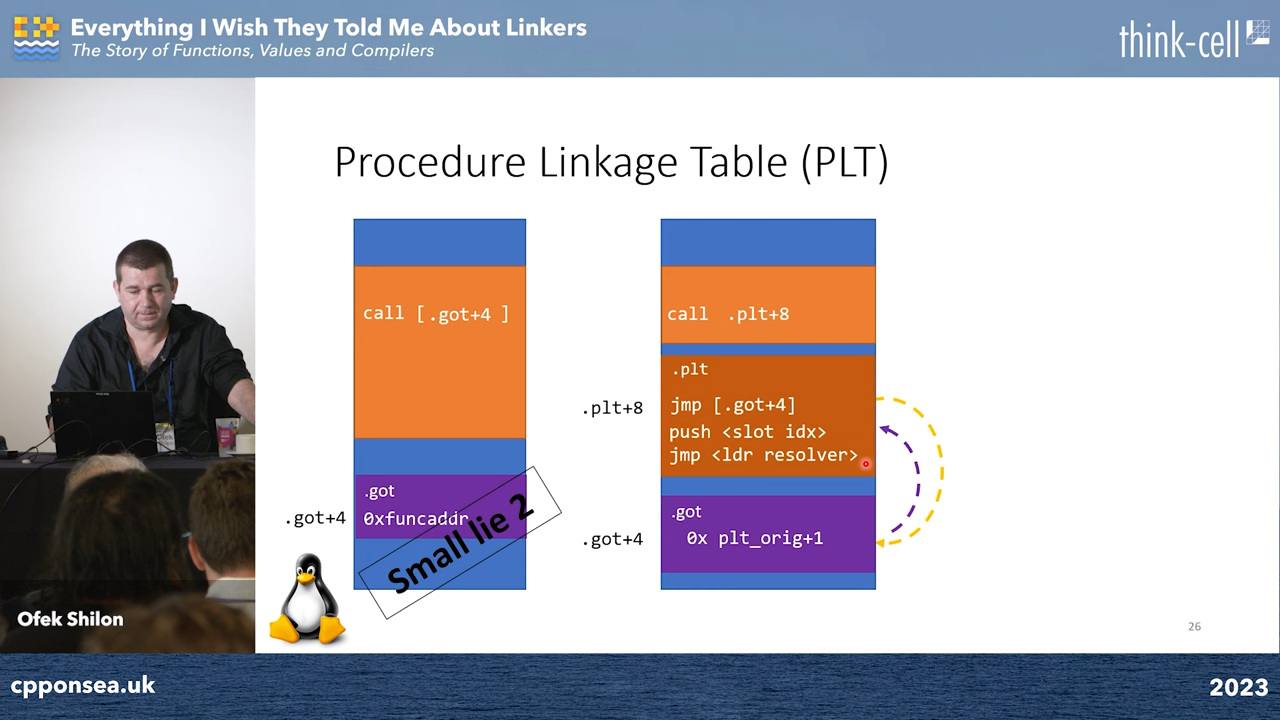 Everything I Wish They Told Me About Linkers
The Story of Functions, Values and Compilers
think-cell
Procedure Linkage Table (PLT)
call [.got+4 ]
.got
.got+4
0xfuncaddr
Small lie 2
call .plt+8
.plt
.plt+8
jmp [.got+4]
push <slot idx>
jmp <ldr resolver>
.got
.got+4
0x plt_orig+1
Ofek Shilon
26
cpponsea.uk
2023